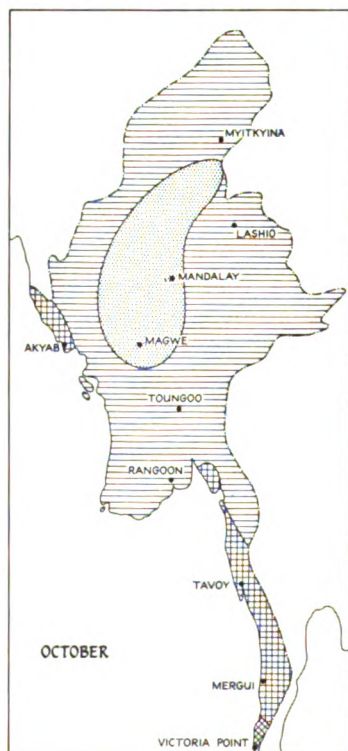 MYITKYINA
LASHIO
MANDALAY
MAGWE
AKYAB
TOUNGOO
RANGOON
TAVOY
OCTOBER
MERGUI
VICTORIA POINT